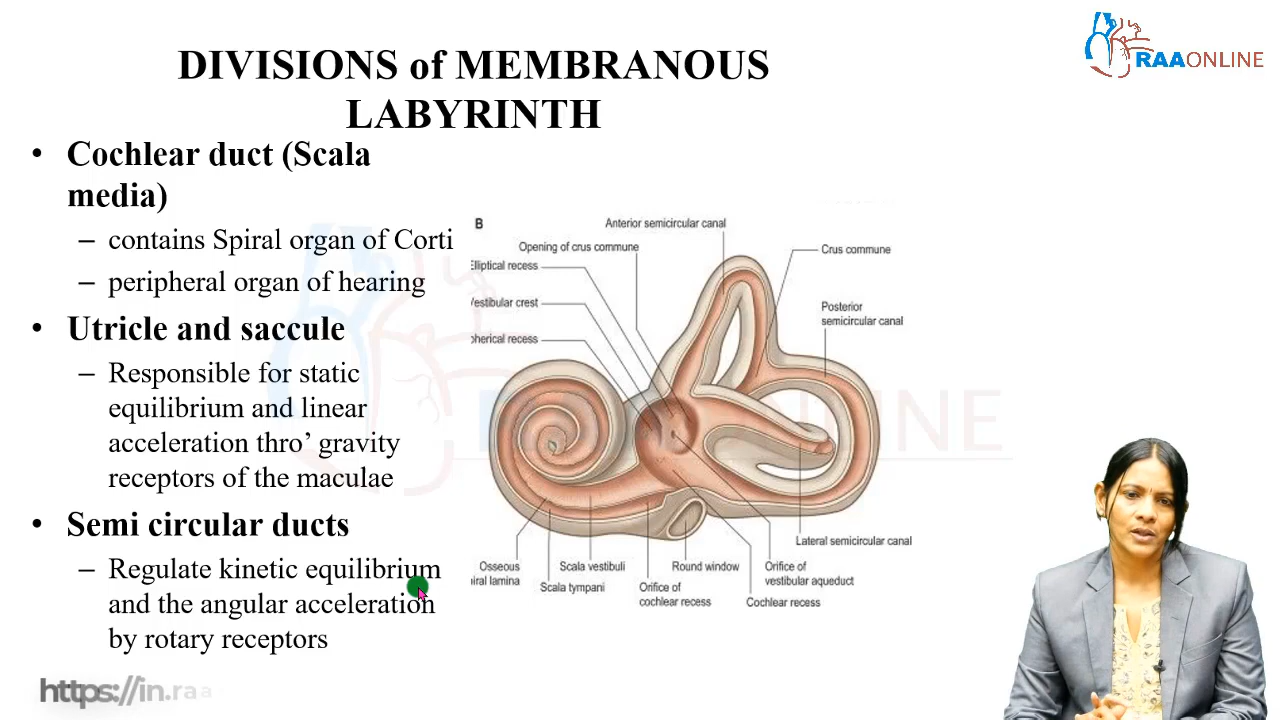 DIVISIONS of MEMBRANOUS
LABYRINTH
RAAONLINE
• Cochlear duct (Scala
media)
– contains Spiral organ of Corti
– peripheral organ of hearing
• Utricle and saccule
– Responsible for static
equilibrium and linear
acceleration thro’ gravity
receptors of the maculae
• Semi circular ducts
– Regulate kinetic equilibrium
and the angular acceleration
by rotary receptors
B
Anterior semicircular canal
Opening of crus commune
Crus commune
lliptical recess
estibular crest
pherical recess
Posterior
semicircular canal
Lateral semicircular canal
Osseous
iral lamina
Scala vestibuli
Scala tympani
Round window
Orifice of
cochlear recess
Orifice of
vestibular aqueduct
Cochlear recess
https://in.raa